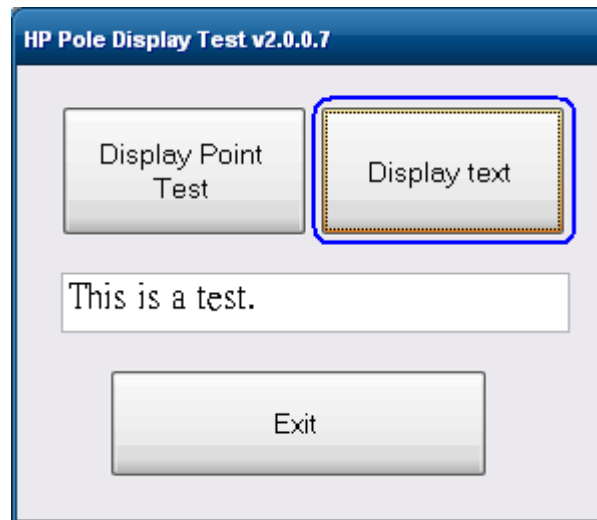 HP Pole Display Test v2.0.0.7
Display Point
Test
Display text
This is a test.
Exit